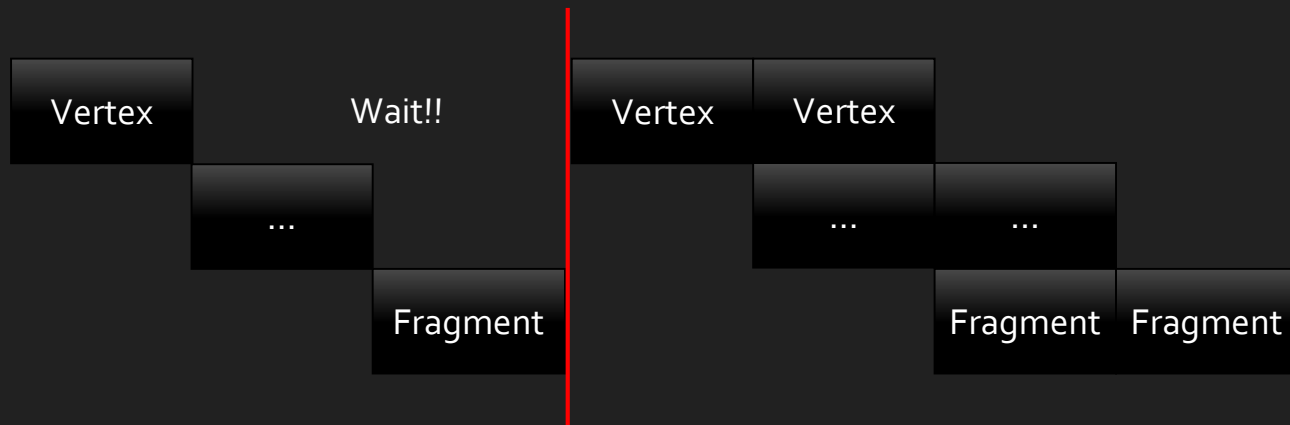 Vertex Wait!! Vertex Vertex
... ... ...
Fragment Fragment Fragment